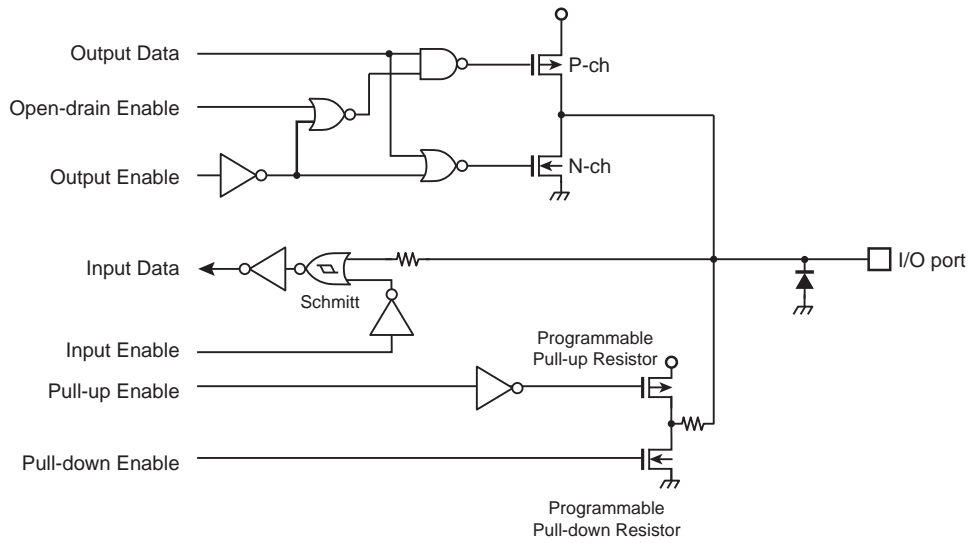 Output Data
P-ch
Open-drain Enable
Output Enable
N-ch
Input Data
Schmitt
I/O port
Input Enable
Programmable
Pull-up Resistor
Pull-up Enable
Pull-down Enable
Programmable
Pull-down Resistor